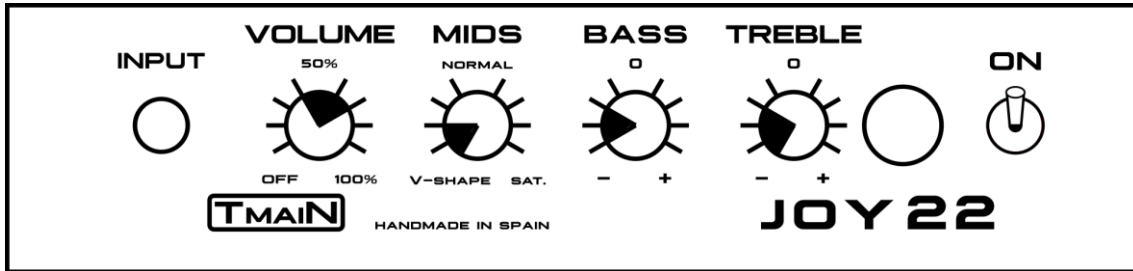 VOLUME MIDS BASS TREBLE
INPUT 50% NORMAL 0 0 ON
OFF 100% V-SHAPE SAT. – + – +
TMAIN HANDMADE IN SPAIN JOY 22